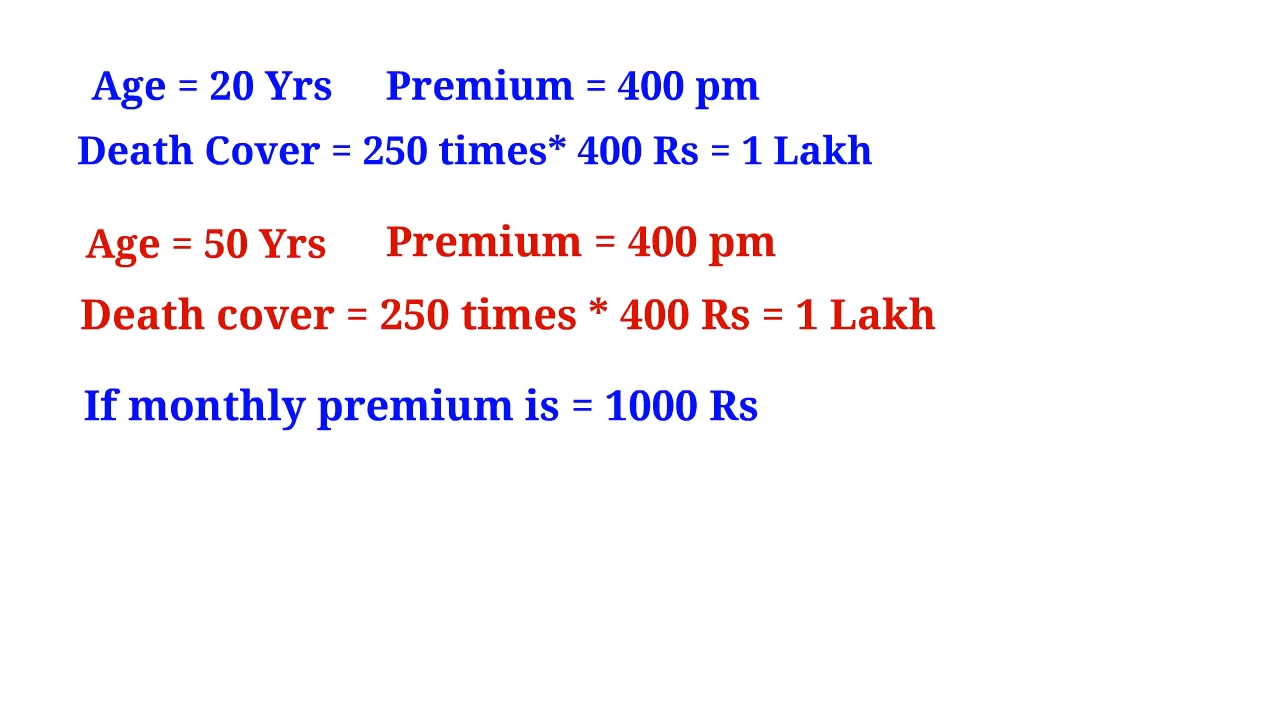 Age = 20 Yrs Premium = 400 pm
Death Cover = 250 times* 400 Rs = 1 Lakh
Age = 50 Yrs Premium = 400 pm
Death cover = 250 times * 400 Rs = 1 Lakh
If monthly premium is = 1000 Rs